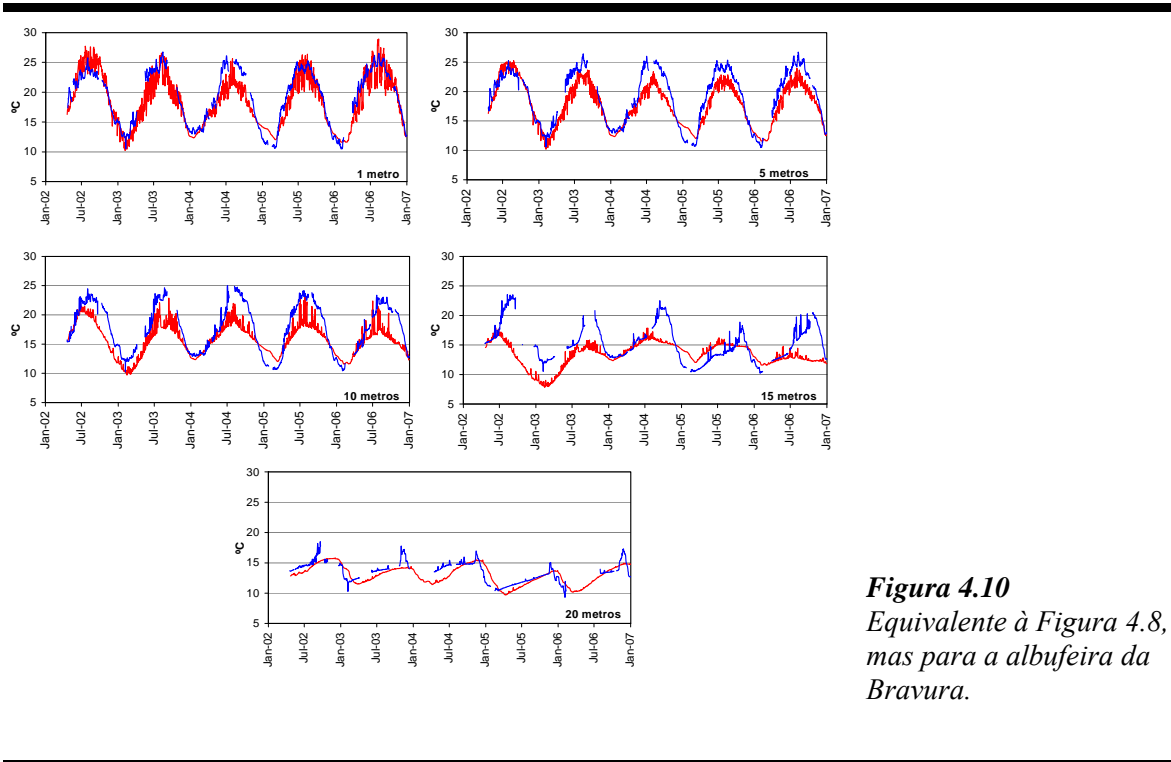 30
25
20
15
10
5
ºC
1 metro
Jan-02
Jul-02
Jan-03
Jul-03
Jan-04
Jul-04
Jan-05
Jul-05
Jan-06
Jul-06
Jan-07
30
25
20
15
10
5
ºC
5 metros
Jan-02
Jul-02
Jan-03
Jul-03
Jan-04
Jul-04
Jan-05
Jul-05
Jan-06
Jul-06
Jan-07
30
25
20
15
10
5
ºC
10 metros
Jan-02
Jul-02
Jan-03
Jul-03
Jan-04
Jul-04
Jan-05
Jul-05
Jan-06
Jul-06
Jan-07
30
25
20
15
10
5
ºC
15 metros
Jan-02
Jul-02
Jan-03
Jul-03
Jan-04
Jul-04
Jan-05
Jul-05
Jan-06
Jul-06
Jan-07
30
25
20
15
10
5
ºC
20 metros
Jan-02
Jul-02
Jan-03
Jul-03
Jan-04
Jul-04
Jan-05
Jul-05
Jan-06
Jul-06
Jan-07
Figura 4.10
Equivalente à Figura 4.8,
mas para a albufeira da
Bravura.